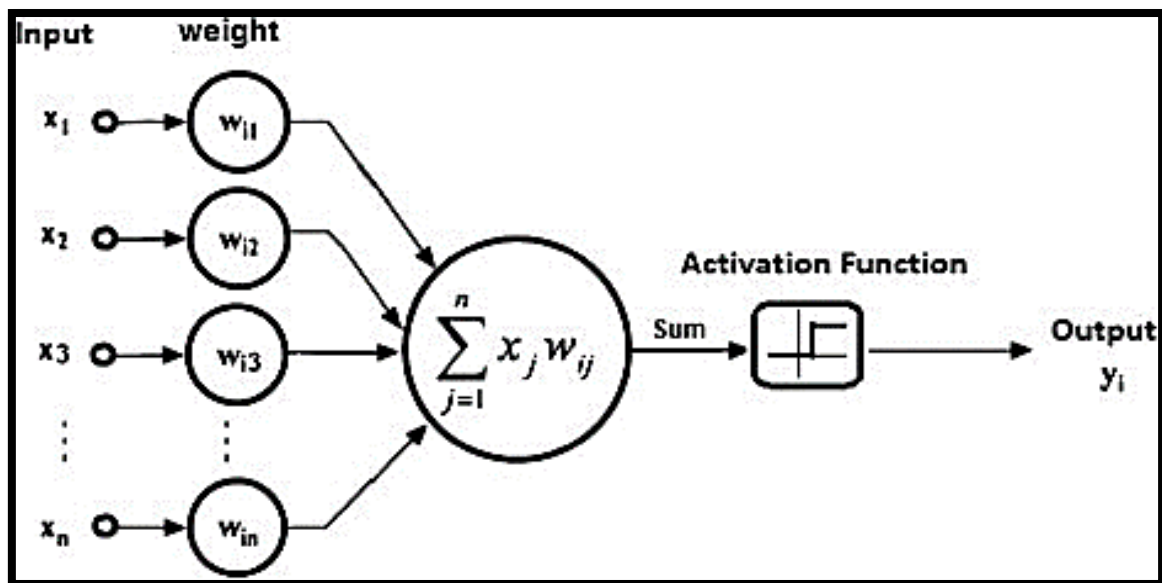 Input weight
x₁ wᵢ₁
x₂ wᵢ₂
Activation Function
x₃ wᵢ₃
n
∑ xⱼ wᵢⱼ
j=1
Sum
Output
yᵢ
xₙ wᵢₙ